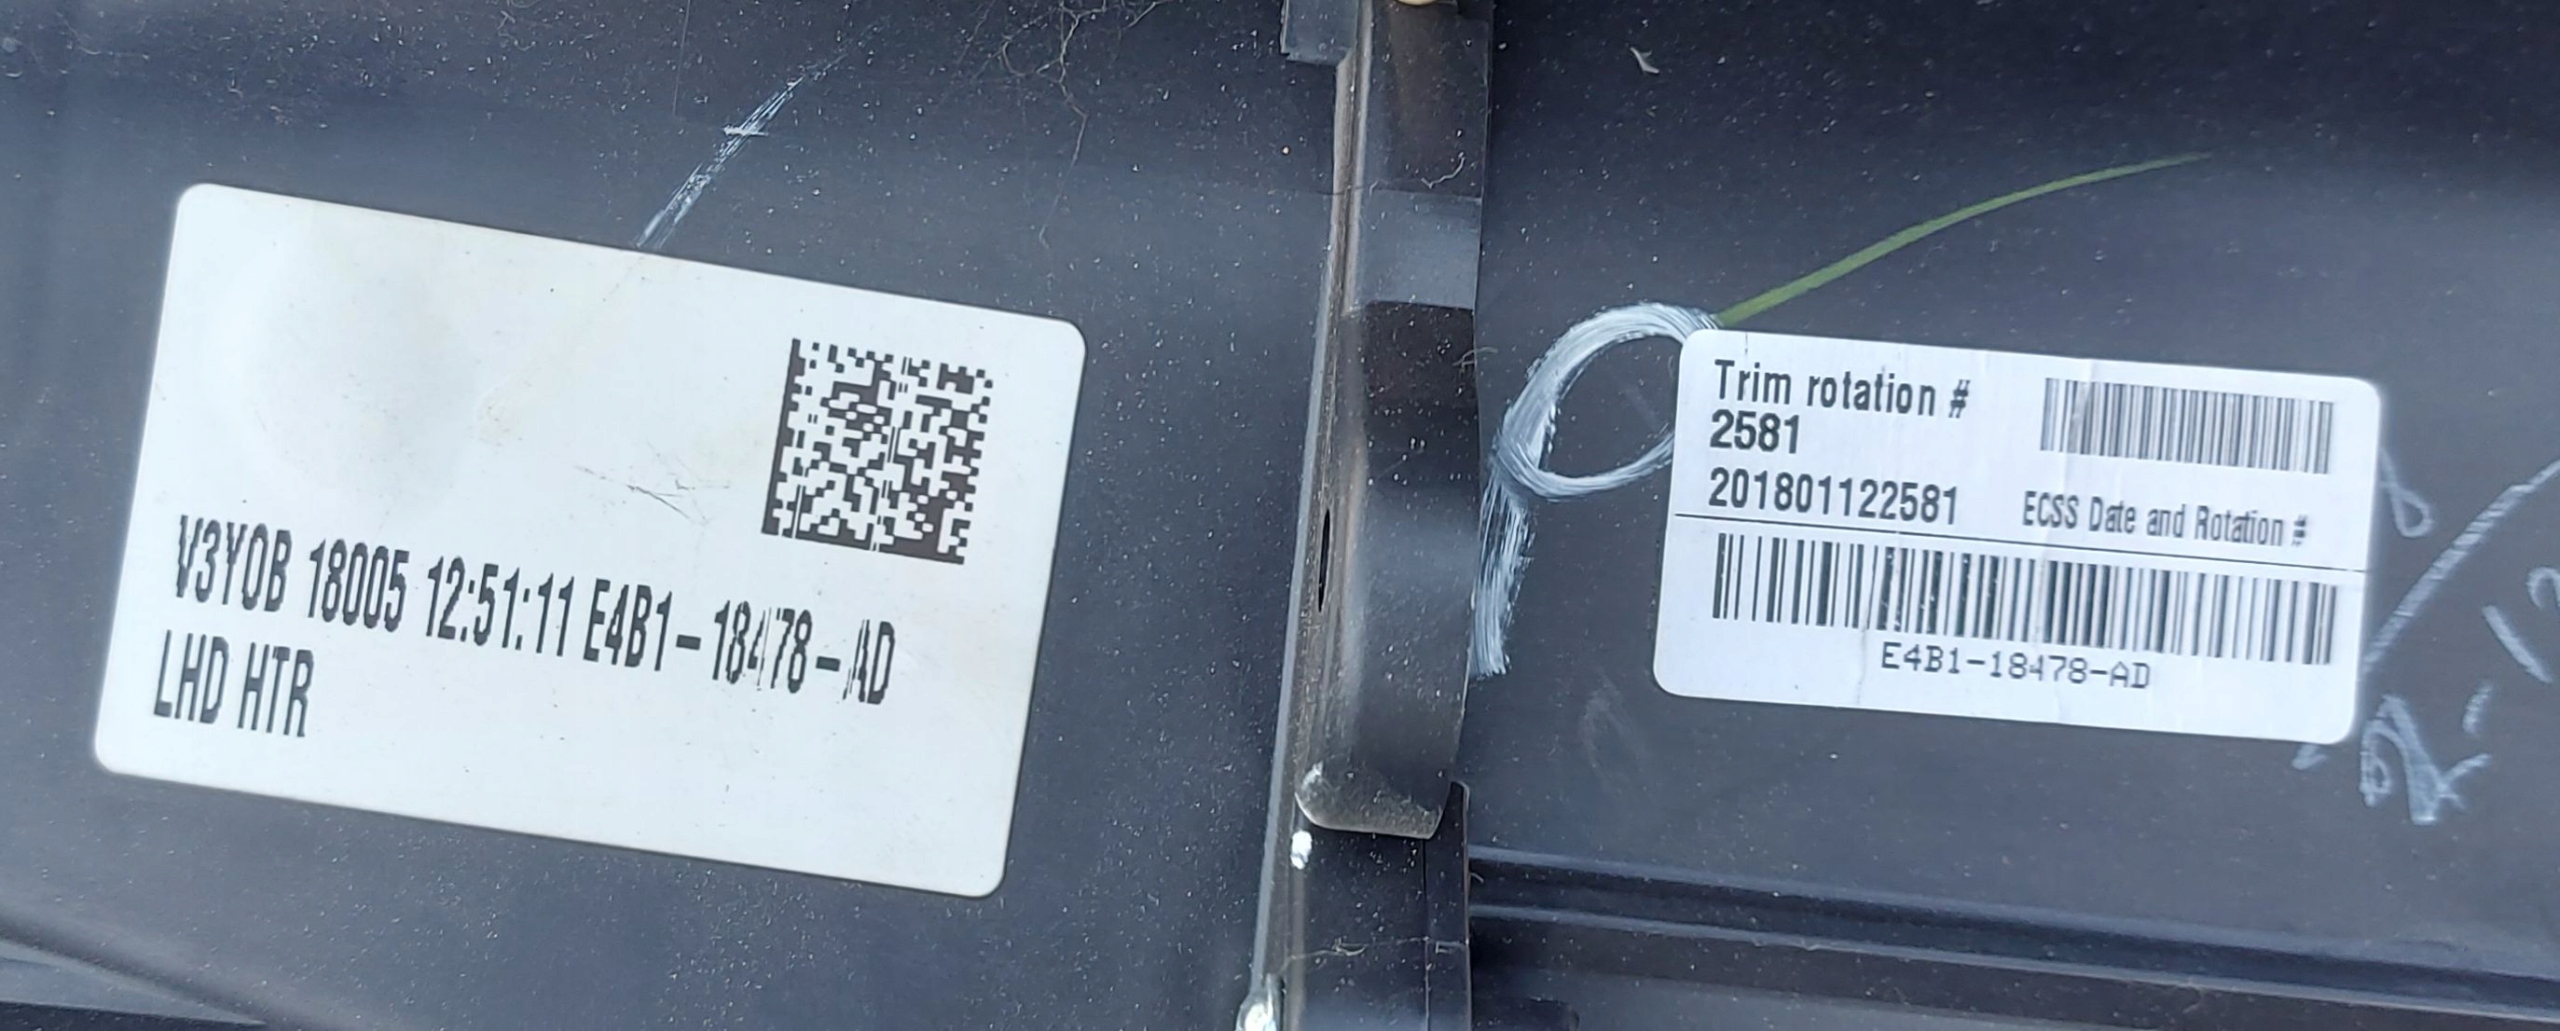 V3YOB 18005 12:51:11 E4B1-18478-AD
LHD HTR
Trim rotation #
2581
201801122581 ECSS Date and Rotation #
E4B1-18478-AD